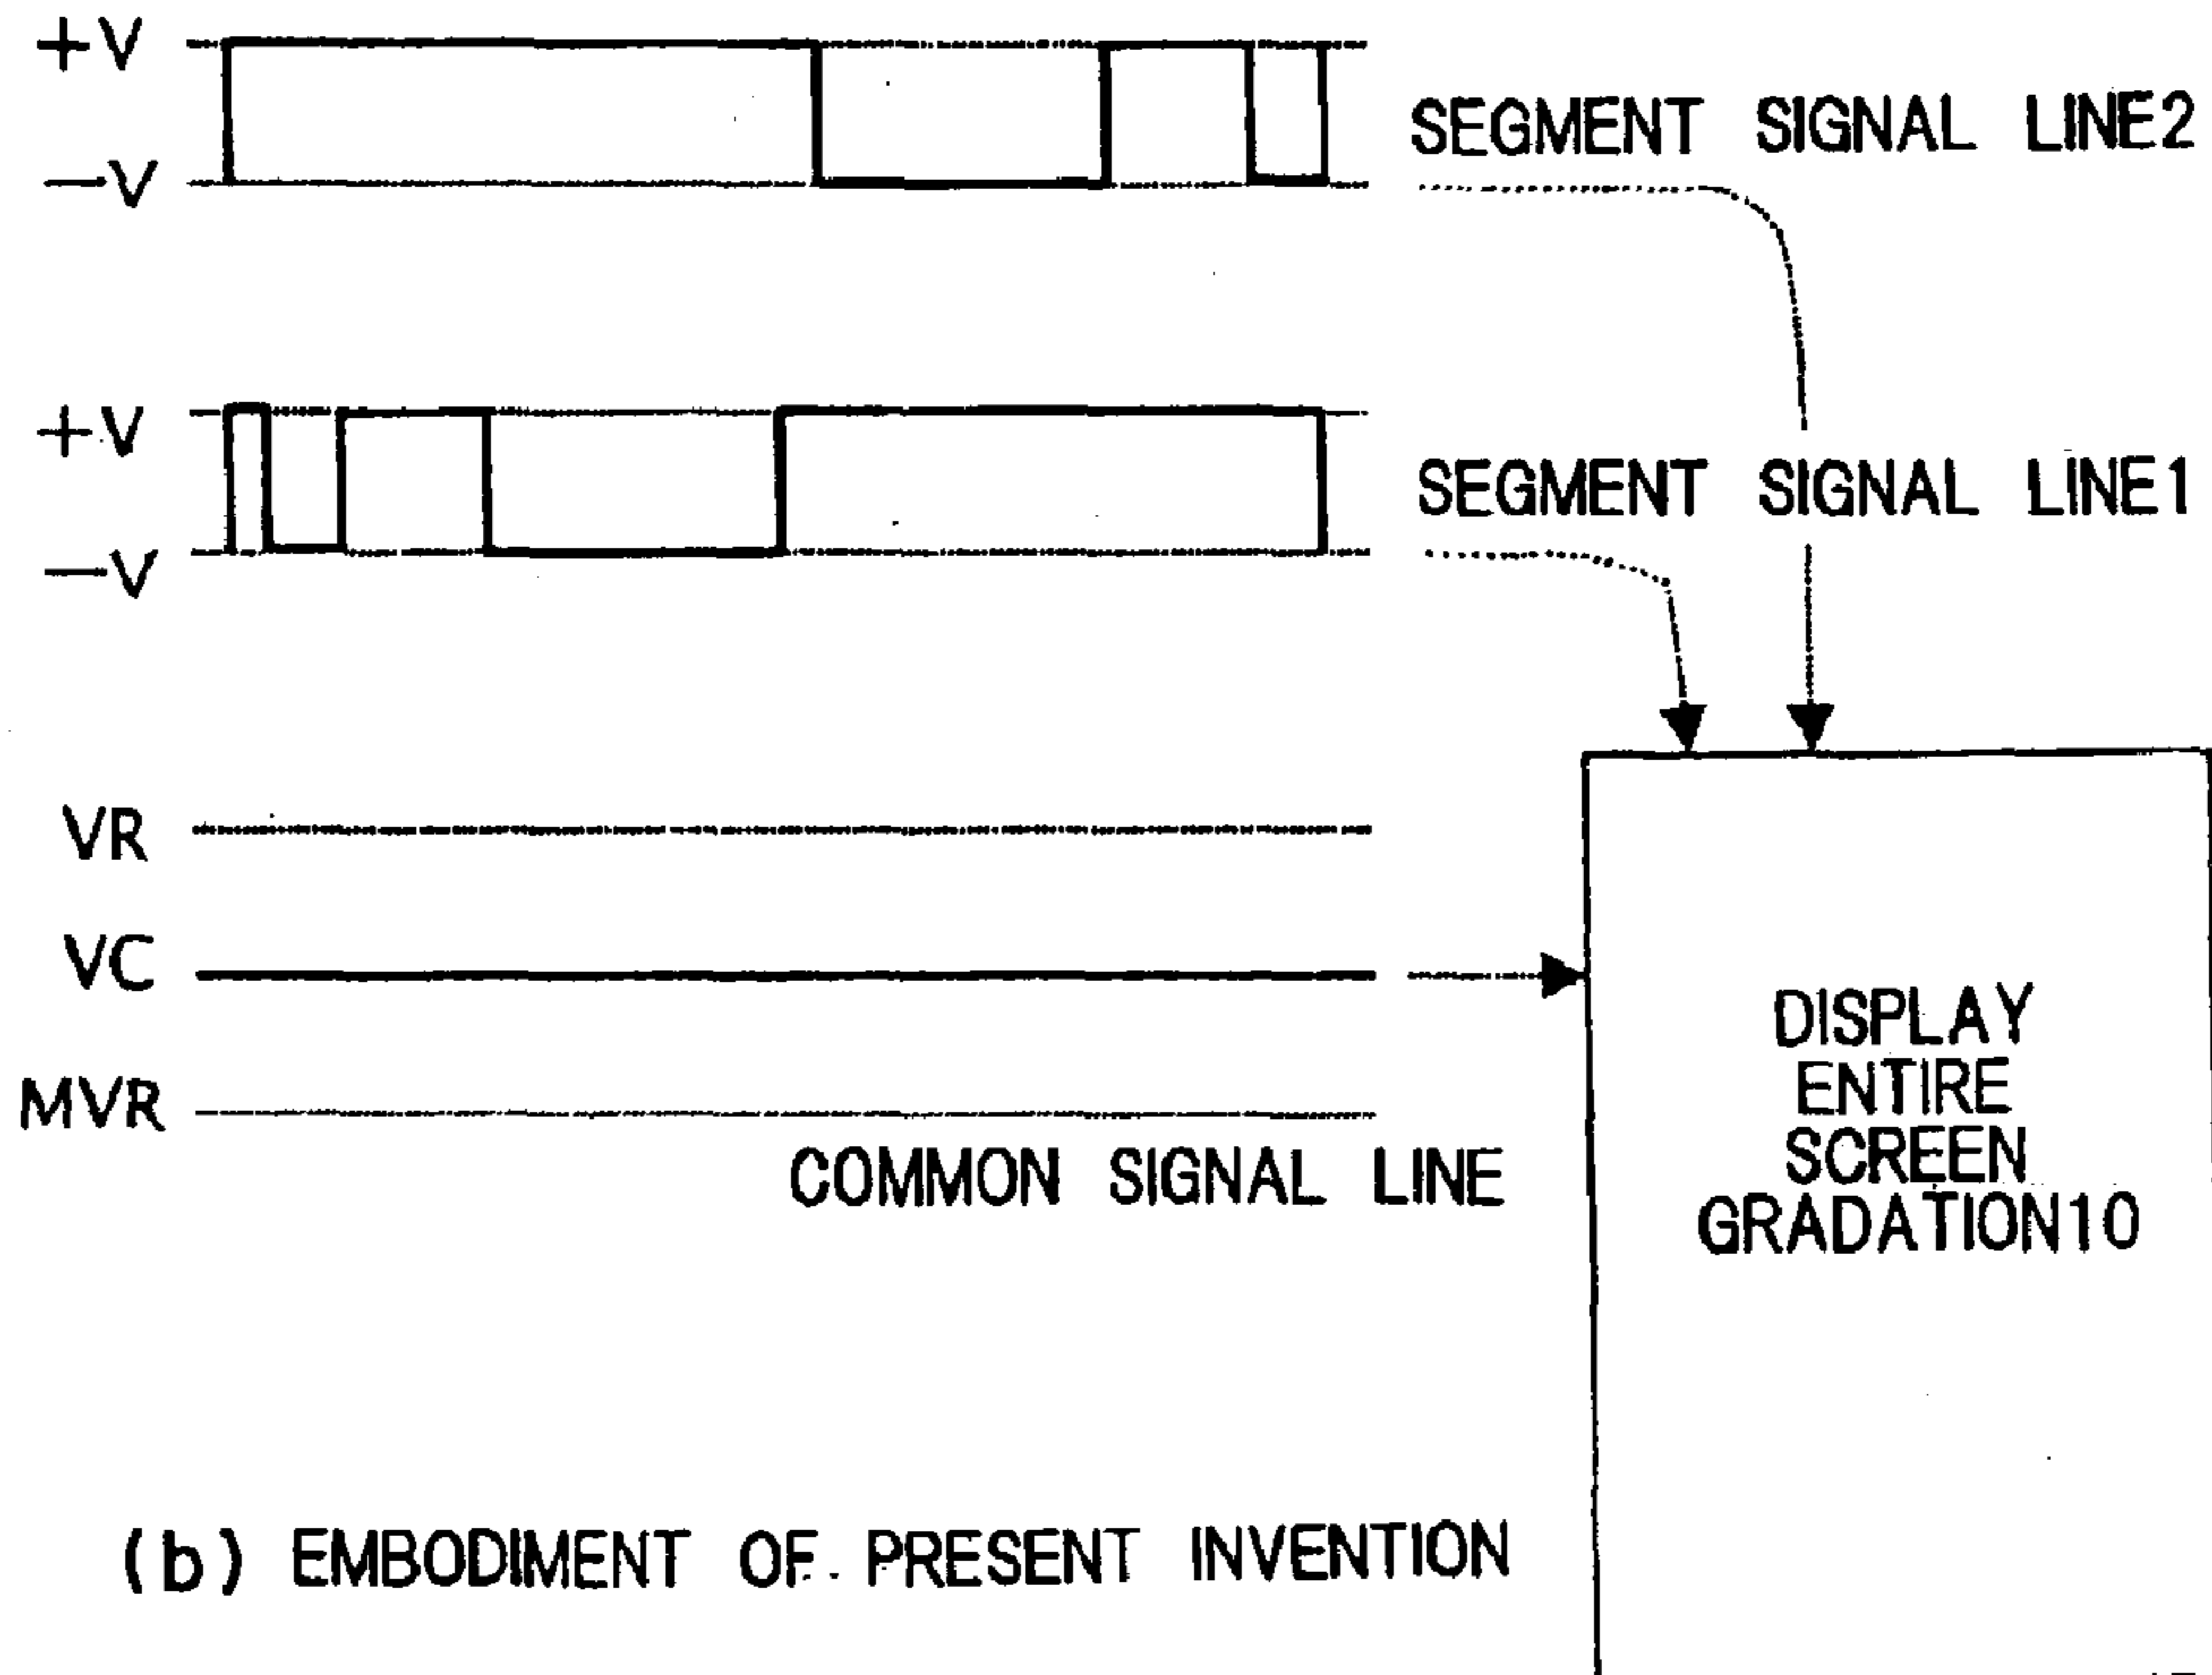 +V
SEGMENT SIGNAL LINE2
−V
+V
SEGMENT SIGNAL LINE1
−V
VR
VC
MVR
COMMON SIGNAL LINE
DISPLAY
ENTIRE
SCREEN
GRADATION10
(b) EMBODIMENT OF PRESENT INVENTION